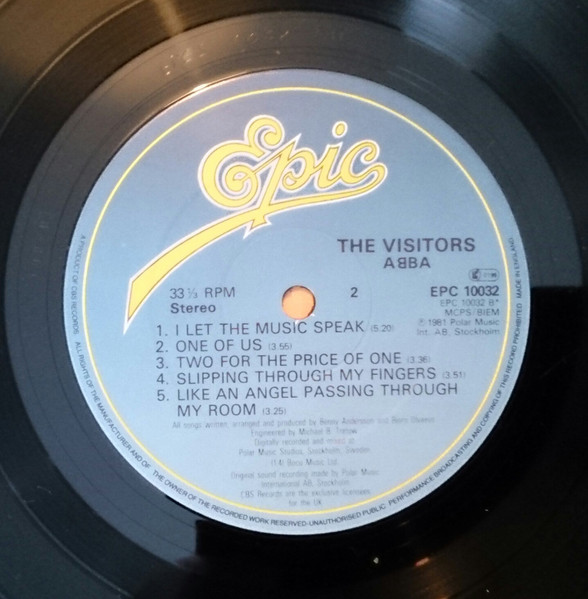 Epic
THE VISITORS
ABBA
33 ⅓ RPM
Stereo
2
EPC 10032
EPC 10032 B*
MCPS/BIEM
℗ 1981 Polar Music
Int. AB, Stockholm
1. I LET THE MUSIC SPEAK (5.20)
2. ONE OF US (3.55)
3. TWO FOR THE PRICE OF ONE (3.36)
4. SLIPPING THROUGH MY FINGERS (3.51)
5. LIKE AN ANGEL PASSING THROUGH
MY ROOM (3.25)
All songs written, arranged and produced by Benny Andersson and Björn Ulvaeus
Engineered by Michael B. Tretow
Digitally recorded and mixed at
Polar Music Studios, Stockholm, Sweden
Bocu Music Ltd.
Original sound recording made by Polar Music
International AB, Stockholm
CBS Records are the exclusive licensees
for the UK
A PRODUCT OF CBS RECORDS. ALL RIGHTS OF THE MANUFACTURER AND OF THE OWNER OF THE RECORDED WORK RESERVED·UNAUTHORISED PUBLIC PERFORMANCE BROADCASTING AND COPYING OF THIS RECORD PROHIBITED MADE IN ENGLAND